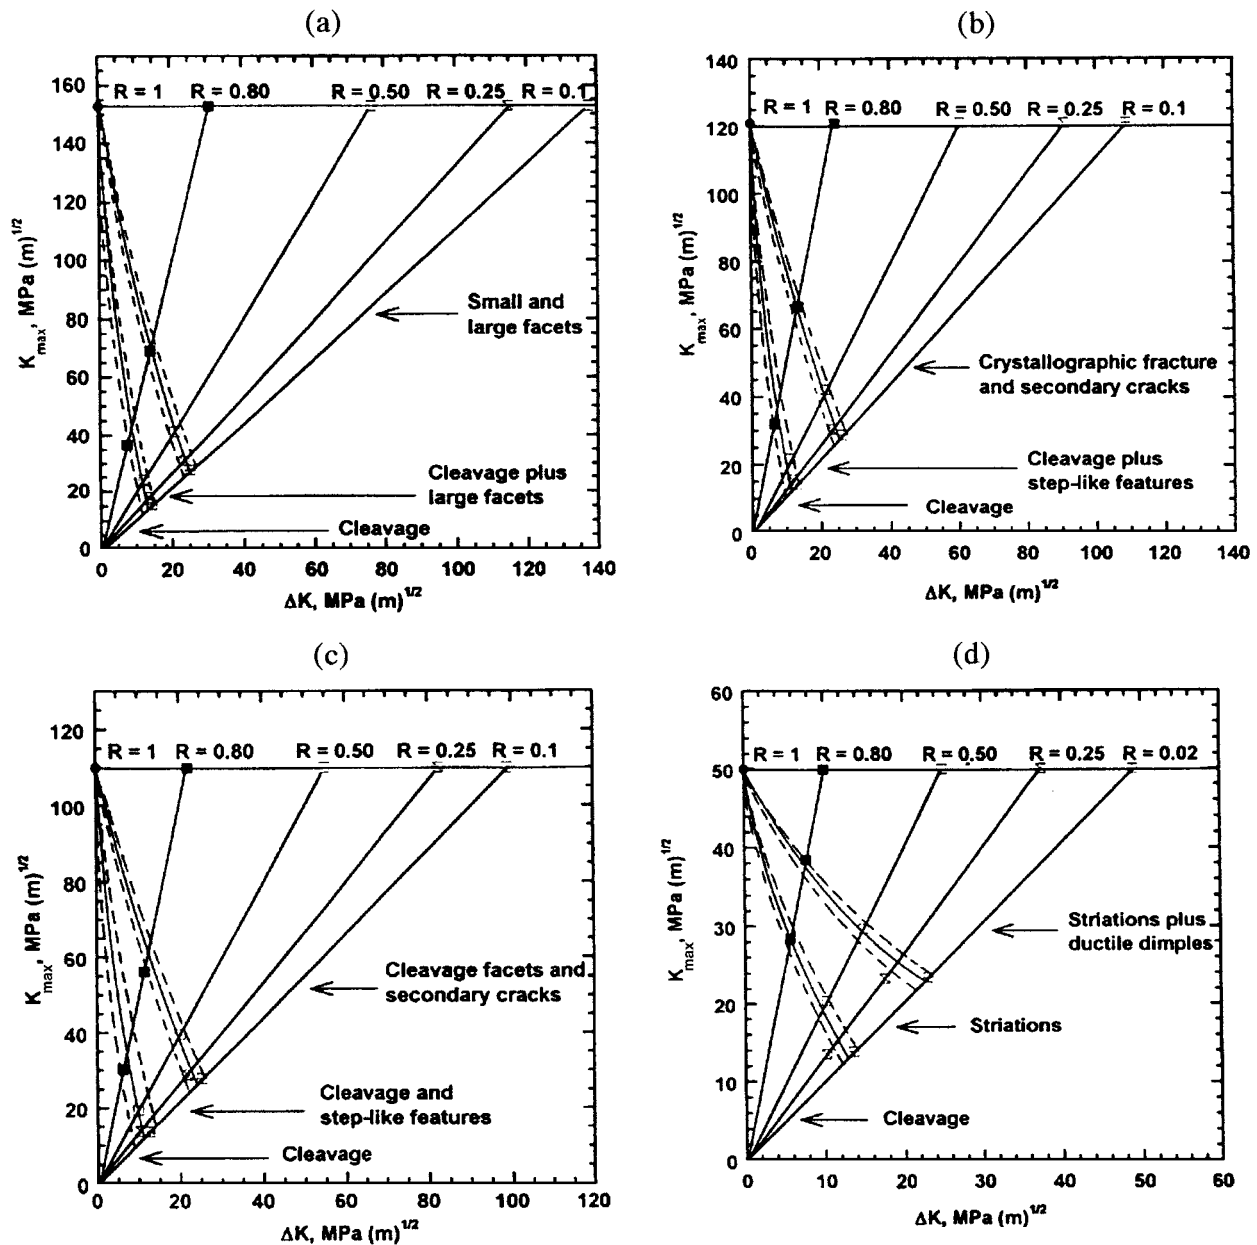 (a)
160
140
120
100
80
60
40
20
0
R = 1 R = 0.80 R = 0.50 R = 0.25 R = 0.1
Small and
large facets
Cleavage plus
large facets
Cleavage
0 20 40 60 80 100 120 140
Kmax, MPa (m)1/2
ΔK, MPa (m)1/2
(b)
140
120
100
80
60
40
20
0
R = 1 R = 0.80 R = 0.50 R = 0.25 R = 0.1
Crystallographic fracture
and secondary cracks
Cleavage plus
step-like features
Cleavage
0 20 40 60 80 100 120 140
Kmax, MPa (m)1/2
ΔK, MPa (m)1/2
(c)
120
100
80
60
40
20
0
R = 1 R = 0.80 R = 0.50 R = 0.25 R = 0.1
Cleavage facets and
secondary cracks
Cleavage and
step-like features
Cleavage
0 20 40 60 80 100 120
Kmax, MPa (m)1/2
ΔK, MPa (m)1/2
(d)
60
50
40
30
20
10
0
R = 1 R = 0.80 R = 0.50 R = 0.25 R = 0.02
Striations plus
ductile dimples
Striations
Cleavage
0 10 20 30 40 50 60
Kmax, MPa (m)1/2
ΔK, MPa (m)1/2